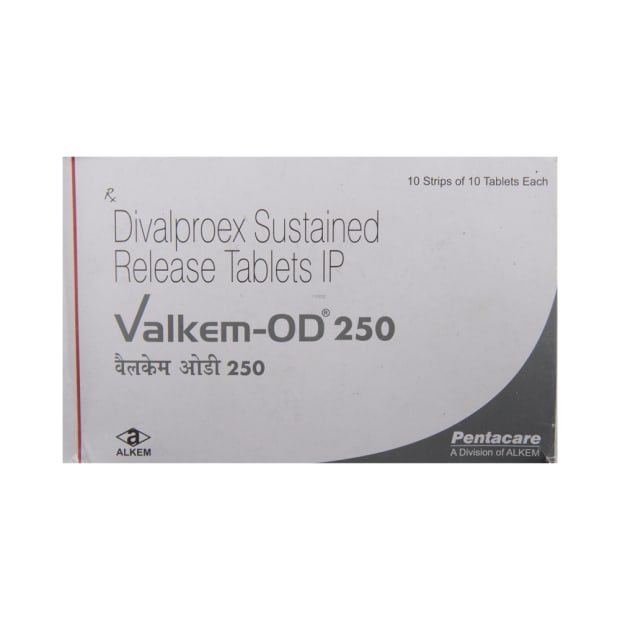 10 Strips of 10 Tablets Each
Rx
Divalproex Sustained
Release Tablets IP
Valkem-OD® 250
वैलकेम ओडी 250
a
ALKEM
Pentacare
A Division of ALKEM